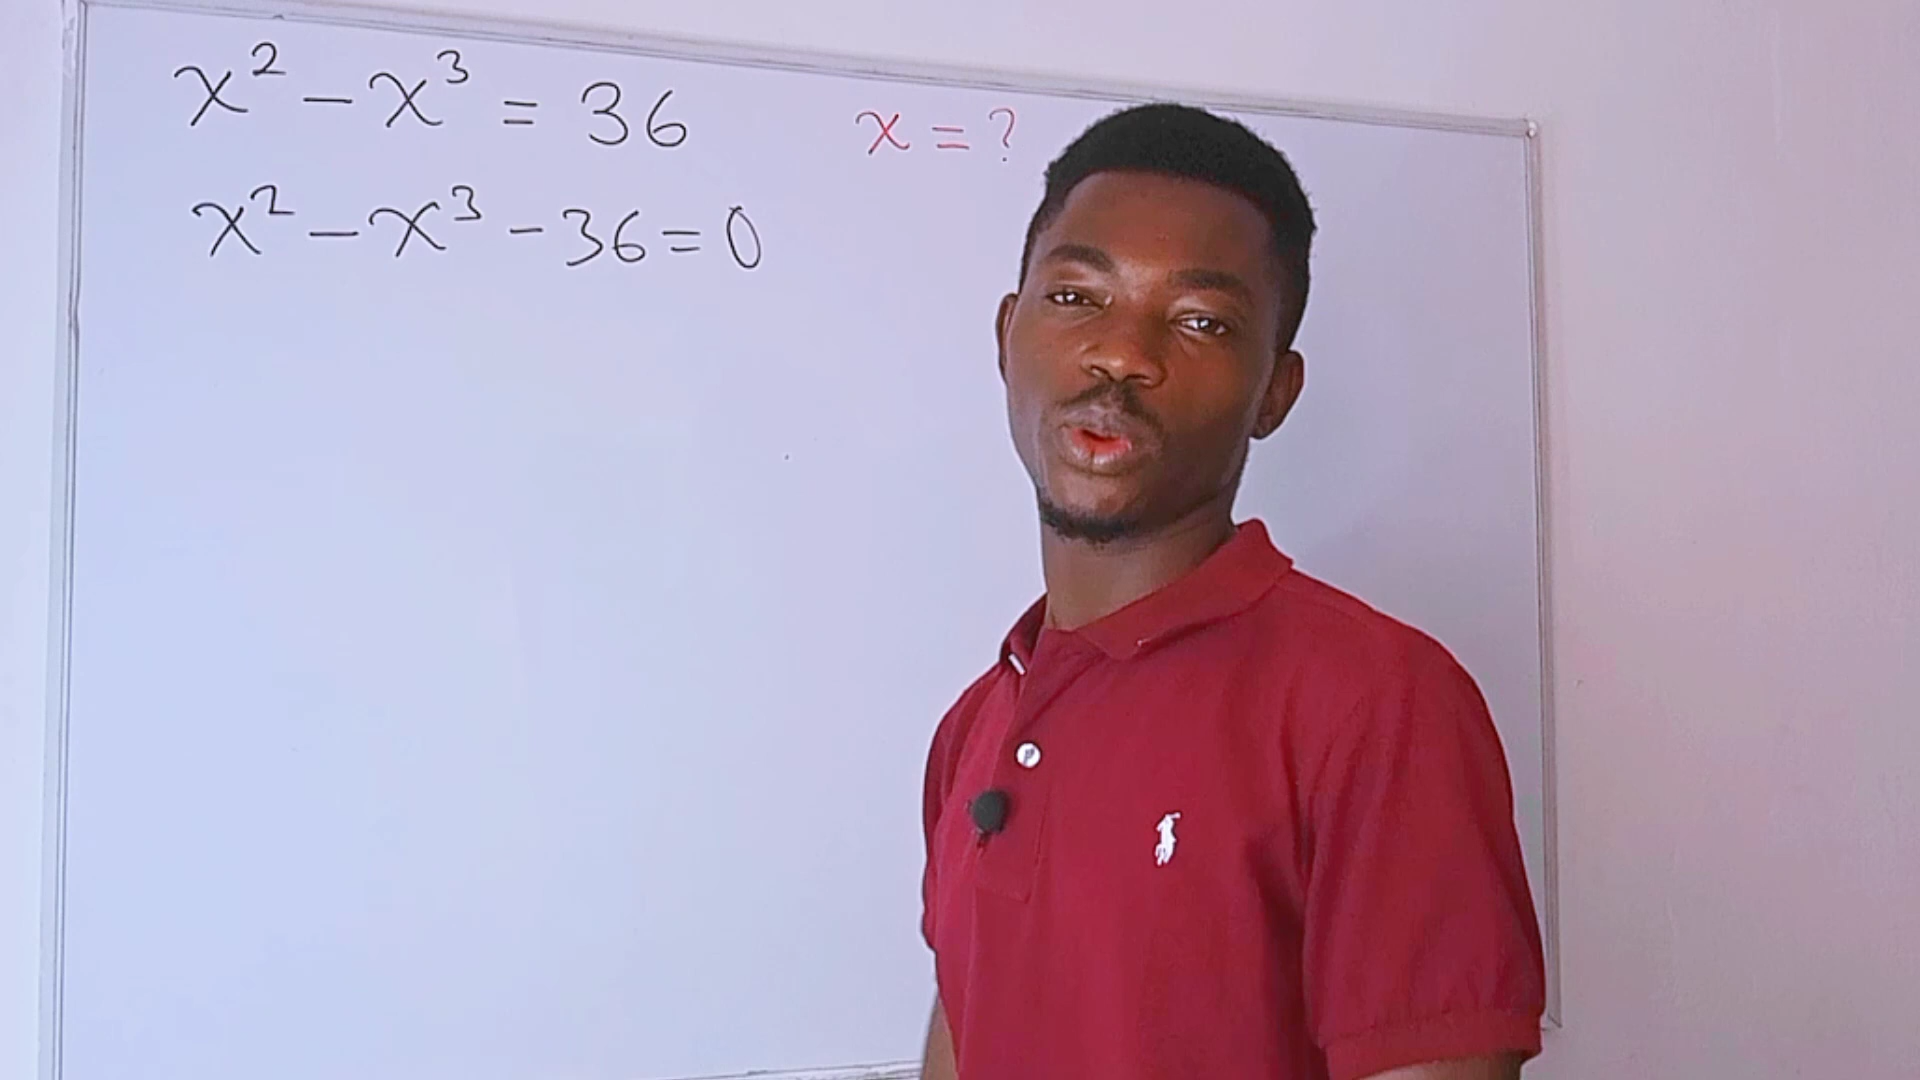 x² - x³ = 36
x = ?
x² - x³ - 36 = 0